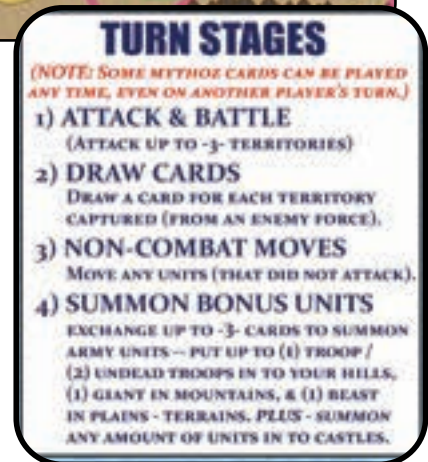 TURN STAGES
(NOTE: SOME MYTHOZ CARDS CAN BE PLAYED
ANY TIME, EVEN ON ANOTHER PLAYER'S TURN.)
1) ATTACK & BATTLE
(ATTACK UP TO -3- TERRITORIES)
2) DRAW CARDS
DRAW A CARD FOR EACH TERRITORY
CAPTURED (FROM AN ENEMY FORCE).
3) NON-COMBAT MOVES
MOVE ANY UNITS (THAT DID NOT ATTACK).
4) SUMMON BONUS UNITS
EXCHANGE UP TO -3- CARDS TO SUMMON
ARMY UNITS -- PUT UP TO (1) TROOP /
(2) UNDEAD TROOPS IN TO YOUR HILLS,
(1) GIANT IN MOUNTAINS, & (1) BEAST
IN PLAINS - TERRAINS. PLUS - SUMMON
ANY AMOUNT OF UNITS IN TO CASTLES.